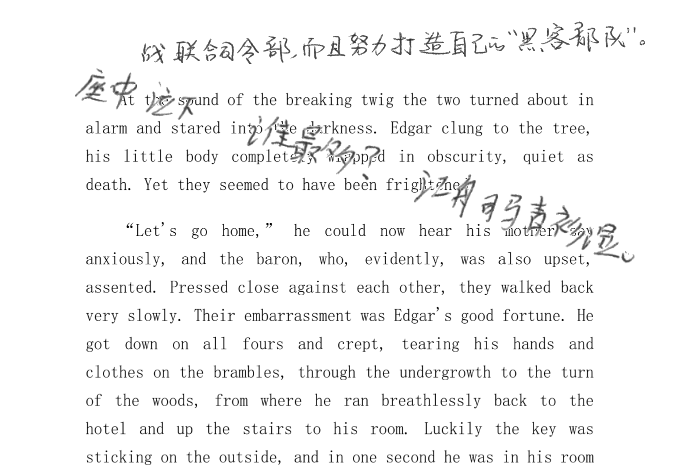 战联合司令部,而且努力打造自己的“黑客部队”。
座中泣下
At the sound of the breaking twig the two turned about in
alarm and stared into the darkness. Edgar clung to the tree,
谁最多?
his little body completely wrapped in obscurity, quiet as
death. Yet they seemed to have been frightened.
江舟司马青衫湿。
“Let's go home,” he could now hear his mother say
anxiously, and the baron, who, evidently, was also upset,
assented. Pressed close against each other, they walked back
very slowly. Their embarrassment was Edgar's good fortune. He
got down on all fours and crept, tearing his hands and
clothes on the brambles, through the undergrowth to the turn
of the woods, from where he ran breathlessly back to the
hotel and up the stairs to his room. Luckily the key was
sticking on the outside, and in one second he was in his room